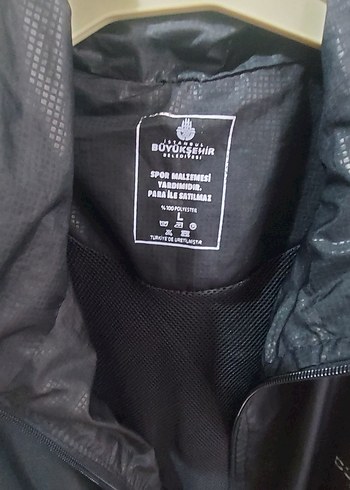 İSTANBUL
BÜYÜKŞEHİR
BELEDİYESİ
SPOR MALZEMESİ
YARDIMIDIR.
PARA İLE SATILMAZ
%100 POLYESTER
L
TÜRKİYE'DE ÜRETİLMİŞTİR